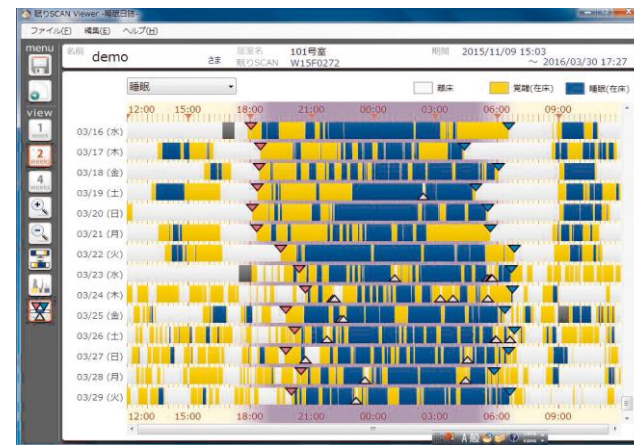 眠りSCAN Viewer -睡眠日誌-
ファイル(F) 編集(E) ヘルプ(H)
menu
名前 demo さま
居室名 101号室
眠りSCAN W15F0272
期間 2015/11/09 15:03
～ 2016/03/30 17:27
睡眠
離床 覚醒(在床) 睡眠(在床)
view
1 week
2 weeks
4 weeks
12:00 15:00 18:00 21:00 00:00 03:00 06:00 09:00
03/16 (水)
03/17 (木)
03/18 (金)
03/19 (土)
03/20 (日)
03/21 (月)
03/22 (火)
03/23 (水)
03/24 (木)
03/25 (金)
03/26 (土)
03/27 (日)
03/28 (月)
03/29 (火)
12:00 15:00 18:00 21:00 00:00 03:00 06:00 09:00
A 般